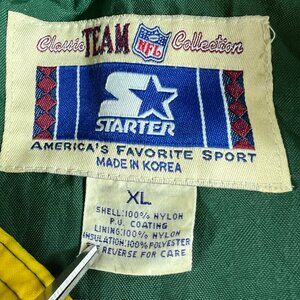 Classic TEAM NFL Collection
STARTER
AMERICA'S FAVORITE SPORT
MADE IN KOREA
XL
SHELL:100% NYLON
P.U. COATING
LINING:100% NYLON
INSULATION:100% POLYESTER
REVERSE FOR CARE